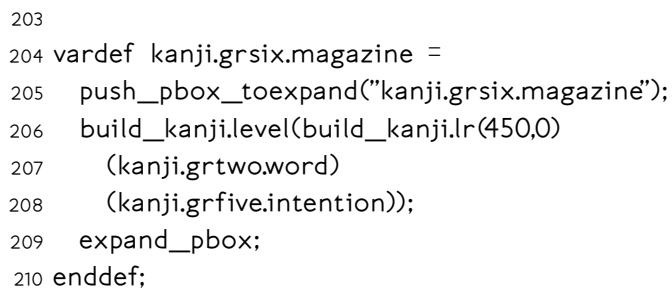 203
204 vardef kanji.grsix.magazine =
205 push_pbox_toexpand("kanji.grsix.magazine");
206 build_kanji.level(build_kanji.lr(450,0)
207 (kanji.grtwo.word)
208 (kanji.grfive.intention));
209 expand_pbox;
210 enddef;